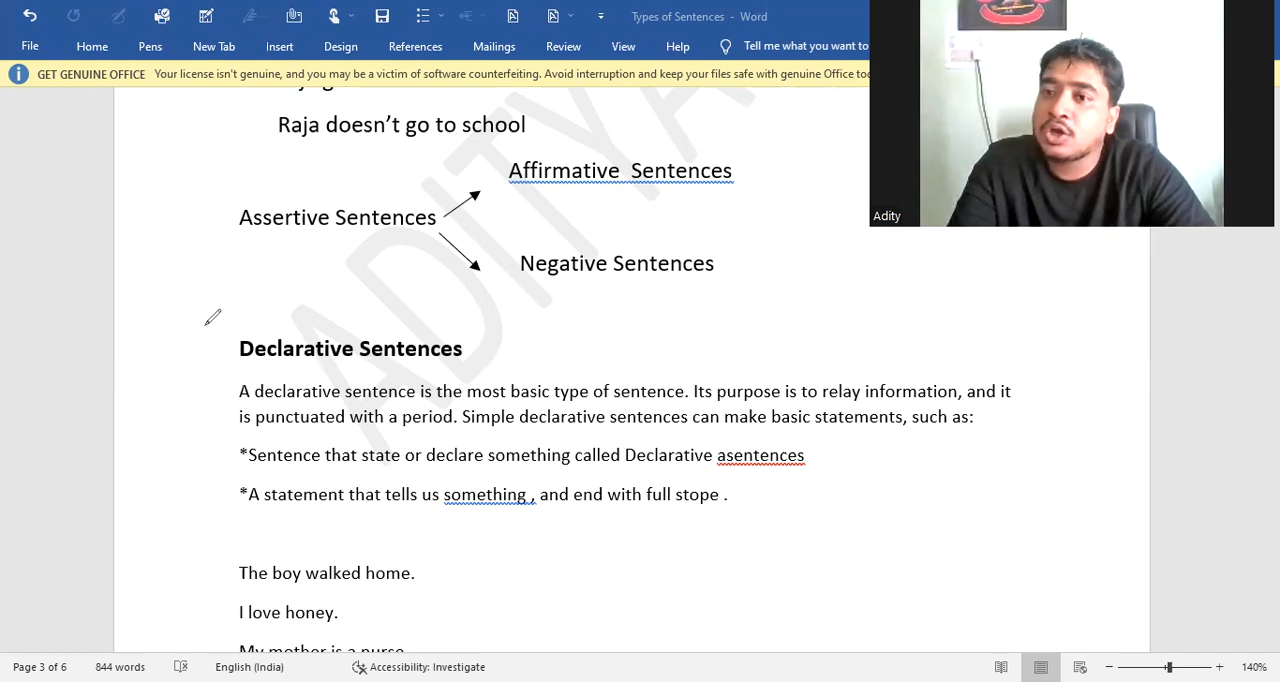 Types of Sentences - Word
File Home Pens New Tab Insert Design References Mailings Review View Help Tell me what you want to
GET GENUINE OFFICE Your license isn't genuine, and you may be a victim of software counterfeiting. Avoid interruption and keep your files safe with genuine Office
Raja doesn't go to school
Affirmative Sentences
Assertive Sentences
Negative Sentences
ADITYA
Adity
Declarative Sentences
A declarative sentence is the most basic type of sentence. Its purpose is to relay information, and it
is punctuated with a period. Simple declarative sentences can make basic statements, such as:
*Sentence that state or declare something called Declarative asentences
*A statement that tells us something , and end with full stope .
The boy walked home.
I love honey.
My mother is a nurse
Page 3 of 6 844 words English (India) Accessibility: Investigate 140%